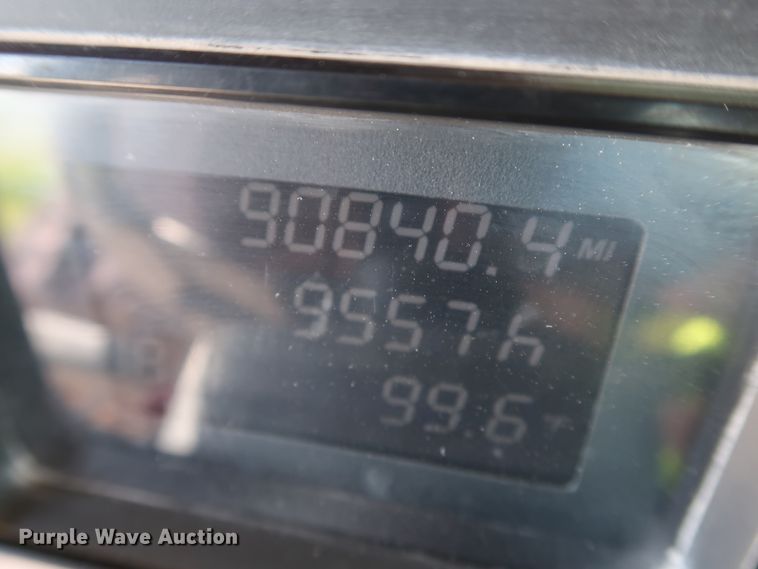 90840.4 MI
9557 h
99.6 T
Purple Wave Auction